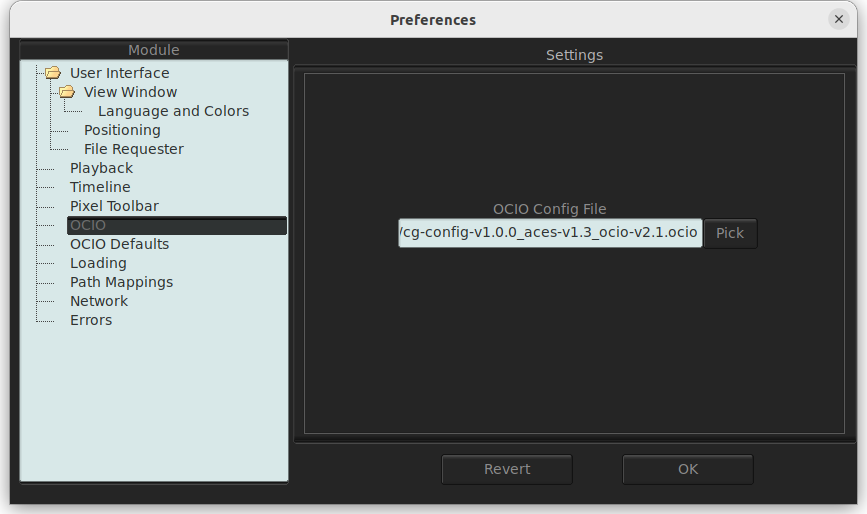 Preferences
Module
User Interface
View Window
Language and Colors
Positioning
File Requester
Playback
Timeline
Pixel Toolbar
OCIO
OCIO Defaults
Loading
Path Mappings
Network
Errors
Settings
OCIO Config File
/cg-config-v1.0.0_aces-v1.3_ocio-v2.1.ocio
Pick
Revert
OK